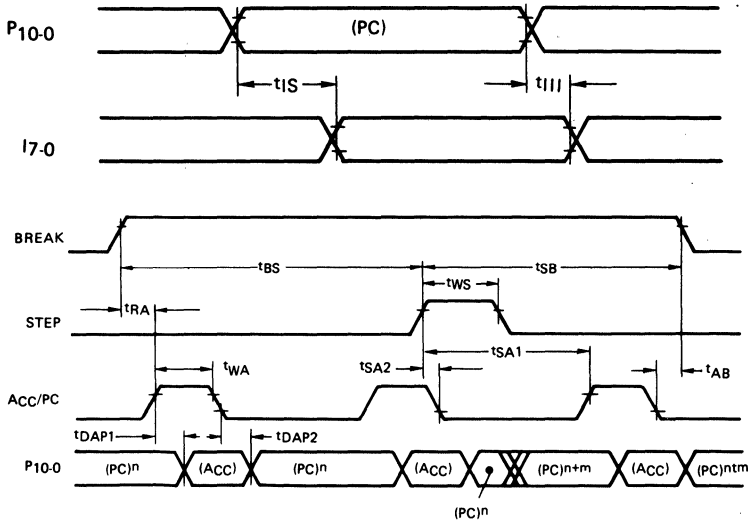 P10-0 (PC)
tIS tIII
I7-0
BREAK
tBS tSB
tWS
tRA
STEP
tSA1
tWA tSA2 tAB
ACC/PC
tDAP1 tDAP2
P10-0 (PC)n (ACC) (PC)n (ACC) (PC)n+m (ACC) (PC)ntm
(PC)n